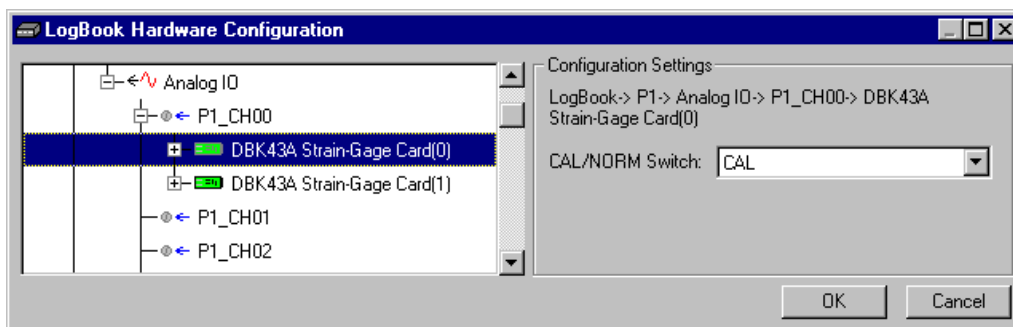 LogBook Hardware Configuration
Analog IO
P1_CH00
DBK43A Strain-Gage Card(0)
DBK43A Strain-Gage Card(1)
P1_CH01
P1_CH02
Configuration Settings
LogBook-> P1-> Analog IO-> P1_CH00-> DBK43A
Strain-Gage Card(0)
CAL/NORM Switch: CAL
OK Cancel